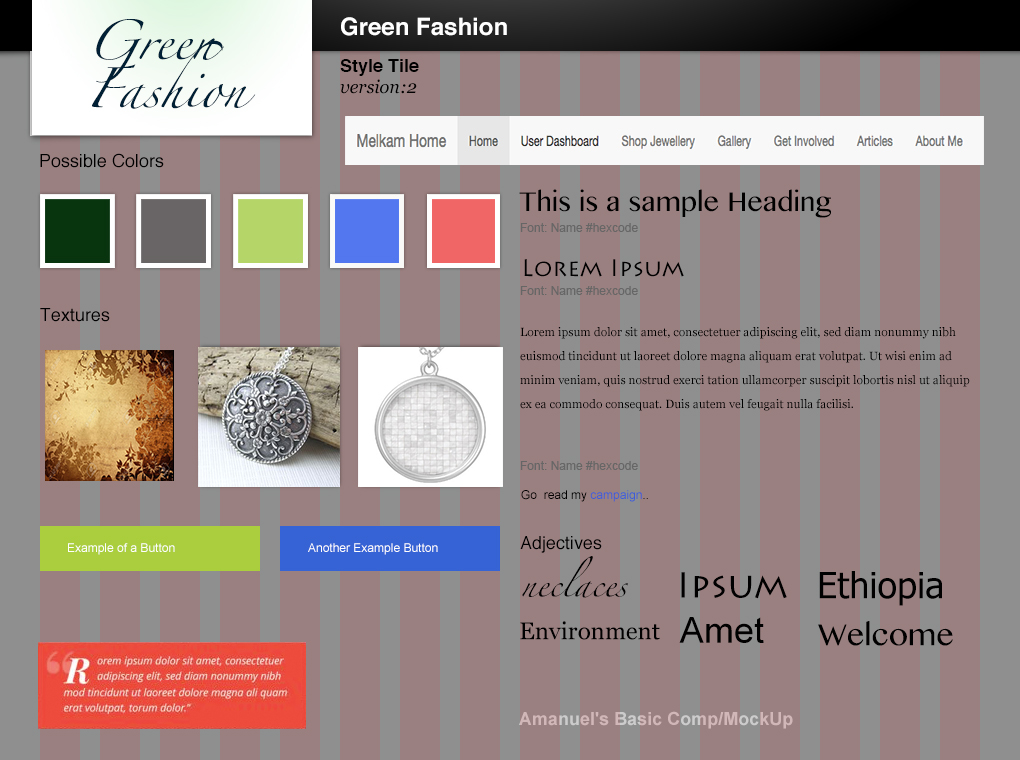 Green
Fashion
Green Fashion
Style Tile
version:2
Melkam Home Home User Dashboard Shop Jewellery Gallery Get Involved Articles About Me
Possible Colors
This is a sample Heading
Font: Name #hexcode
Lorem Ipsum
Font: Name #hexcode
Textures
Lorem ipsum dolor sit amet, consectetuer adipiscing elit, sed diam nonummy nibh
euismod tincidunt ut laoreet dolore magna aliquam erat volutpat. Ut wisi enim ad
minim veniam, quis nostrud exerci tation ullamcorper suscipit lobortis nisl ut aliquip
ex ea commodo consequat. Duis autem vel feugait nulla facilisi.
Font: Name #hexcode
Go  read my campaign..
Example of a Button
Another Example Button
Adjectives
neclaces Ipsum Ethiopia
Environment Amet Welcome
“Rorem ipsum dolor sit amet, consectetuer
adipiscing elit, sed diam nonummy nibh
mod tincidunt ut laoreet dolore magna ali quam
erat volutpat, torum dolor.”
Amanuel's Basic Comp/MockUp